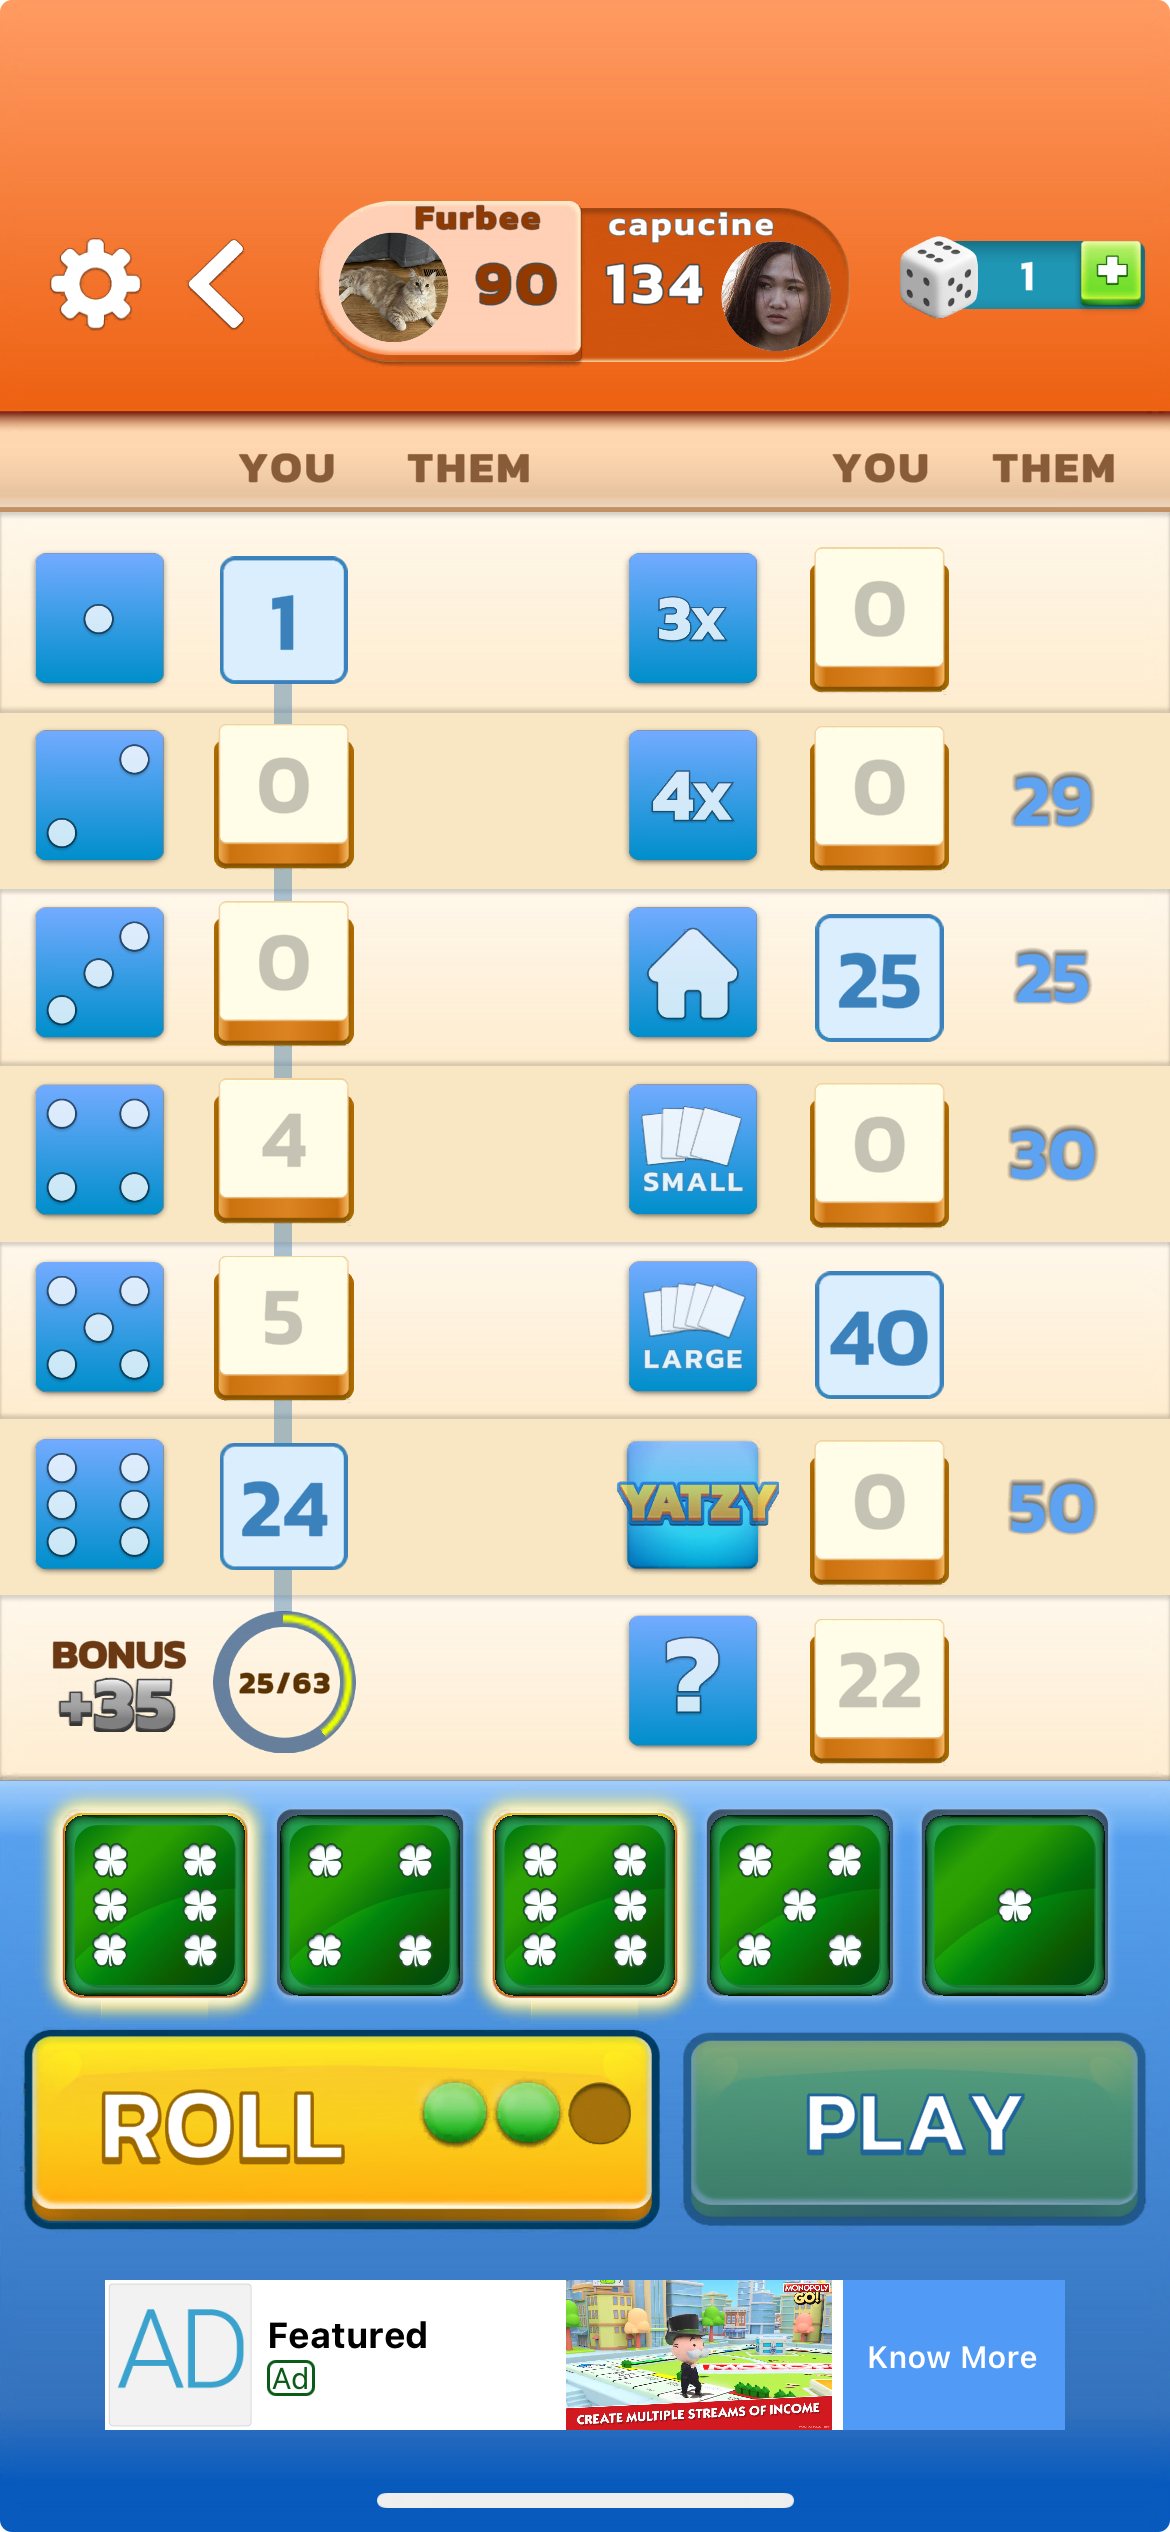 Furbee
capucine
90
134
1
YOU THEM YOU THEM
1 3x 0
0 4x 0 29
0 25 25
4 SMALL 0 30
5 LARGE 40
24 YATZY 0 50
BONUS
+35
25/63
? 22
ROLL
PLAY
AD
Featured
Ad
MONOPOLY
GO!
CREATE MULTIPLE STREAMS OF INCOME
Know More